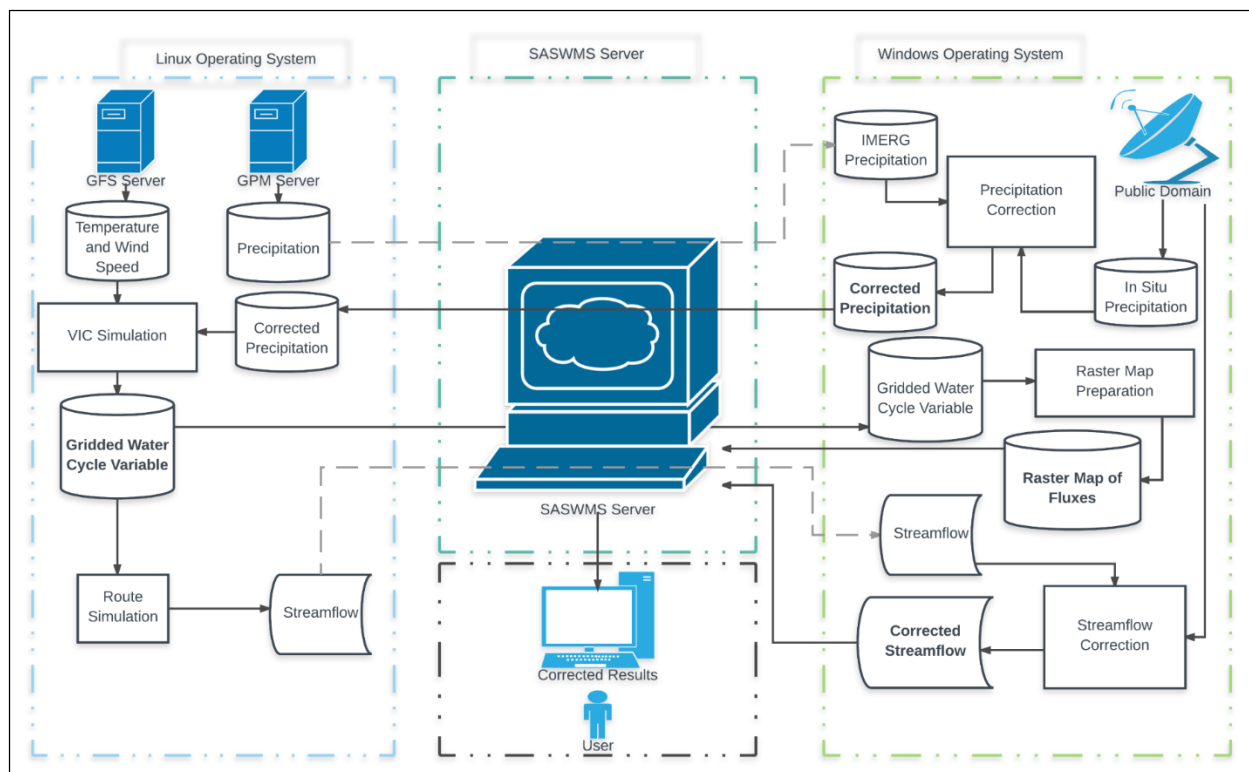 Linux Operating System
SASWMS Server
Windows Operating System
GFS Server
GPM Server
Temperature
and Wind
Speed
Precipitation
VIC Simulation
Corrected
Precipitation
Gridded Water
Cycle Variable
Route
Simulation
Streamflow
SASWMS Server
Corrected Results
User
IMERG
Precipitation
Precipitation
Correction
Public Domain
Corrected
Precipitation
In Situ
Precipitation
Gridded Water
Cycle Variable
Raster Map
Preparation
Raster Map of
Fluxes
Streamflow
Corrected
Streamflow
Streamflow
Correction